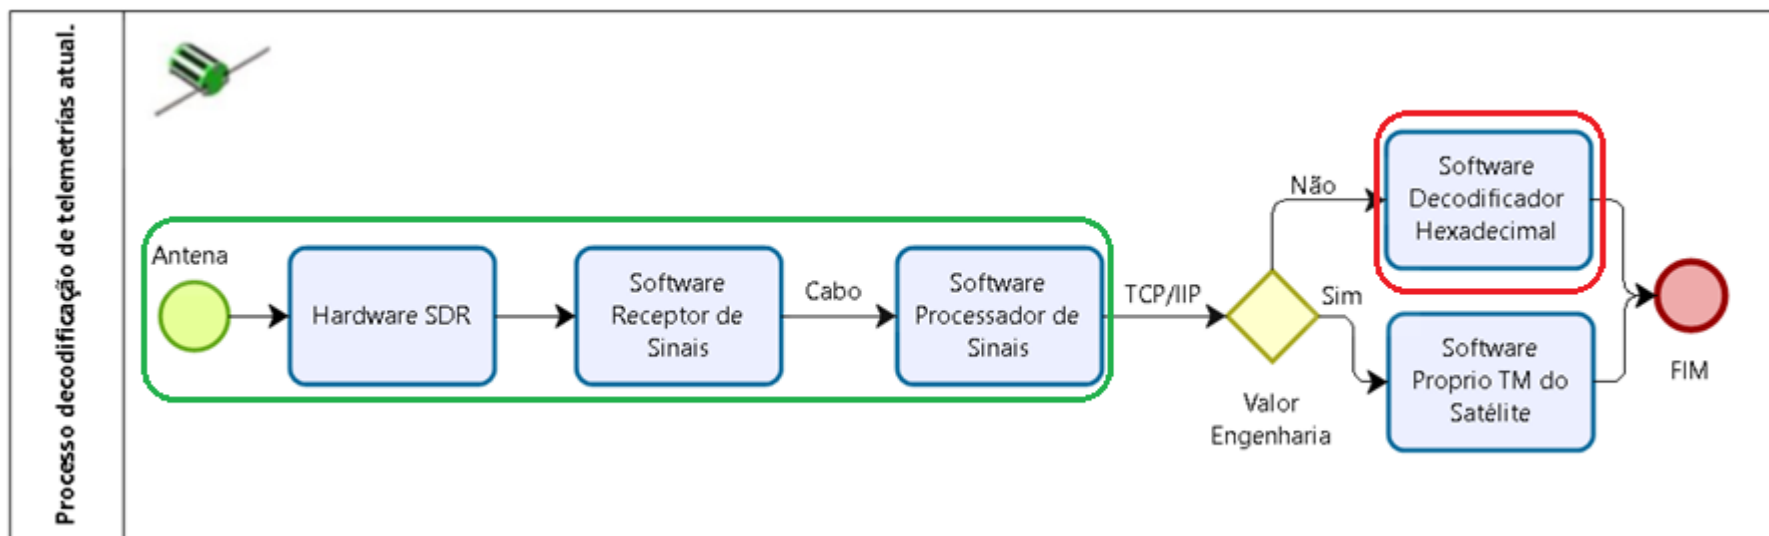 Processo decodificação de telemetrías atual.
Antena
Hardware SDR
Software
Receptor de
Sinais
Cabo
Software
Processador de
Sinais
TCP/IIP
Valor
Engenharia
Não
Sim
Software
Decodificador
Hexadecimal
Software
Proprio TM do
Satélite
FIM